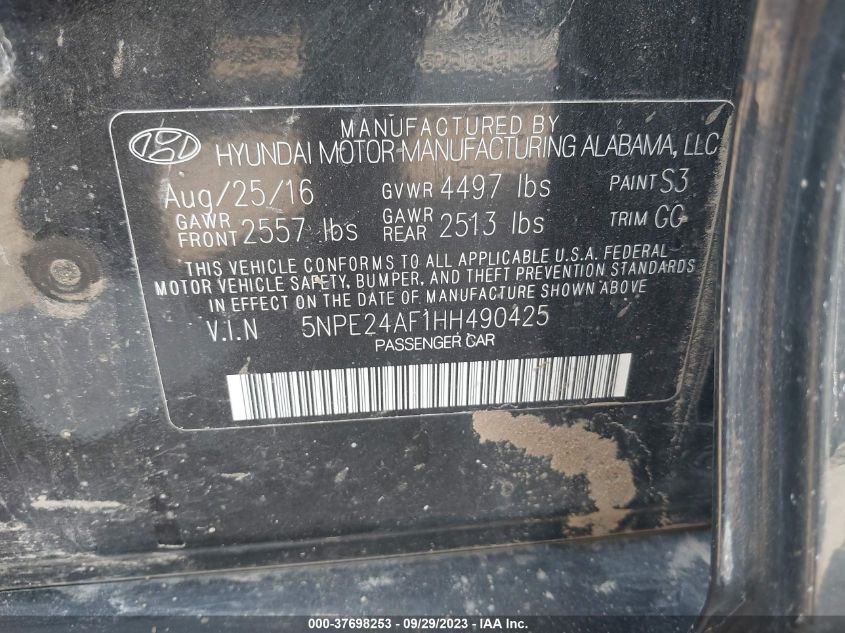 MANUFACTURED BY
HYUNDAI MOTOR MANUFACTURING ALABAMA, LLC
Aug/25/16 GVWR 4497 lbs PAINT S3
GAWR FRONT 2557 lbs GAWR REAR 2513 lbs TRIM GG
THIS VEHICLE CONFORMS TO ALL APPLICABLE U.S.A. FEDERAL
MOTOR VEHICLE SAFETY, BUMPER, AND THEFT PREVENTION STANDARDS
IN EFFECT ON THE DATE OF MANUFACTURE SHOWN ABOVE
V.I.N 5NPE24AF1HH490425
PASSENGER CAR
000-37698253 - 09/29/2023 - IAA Inc.